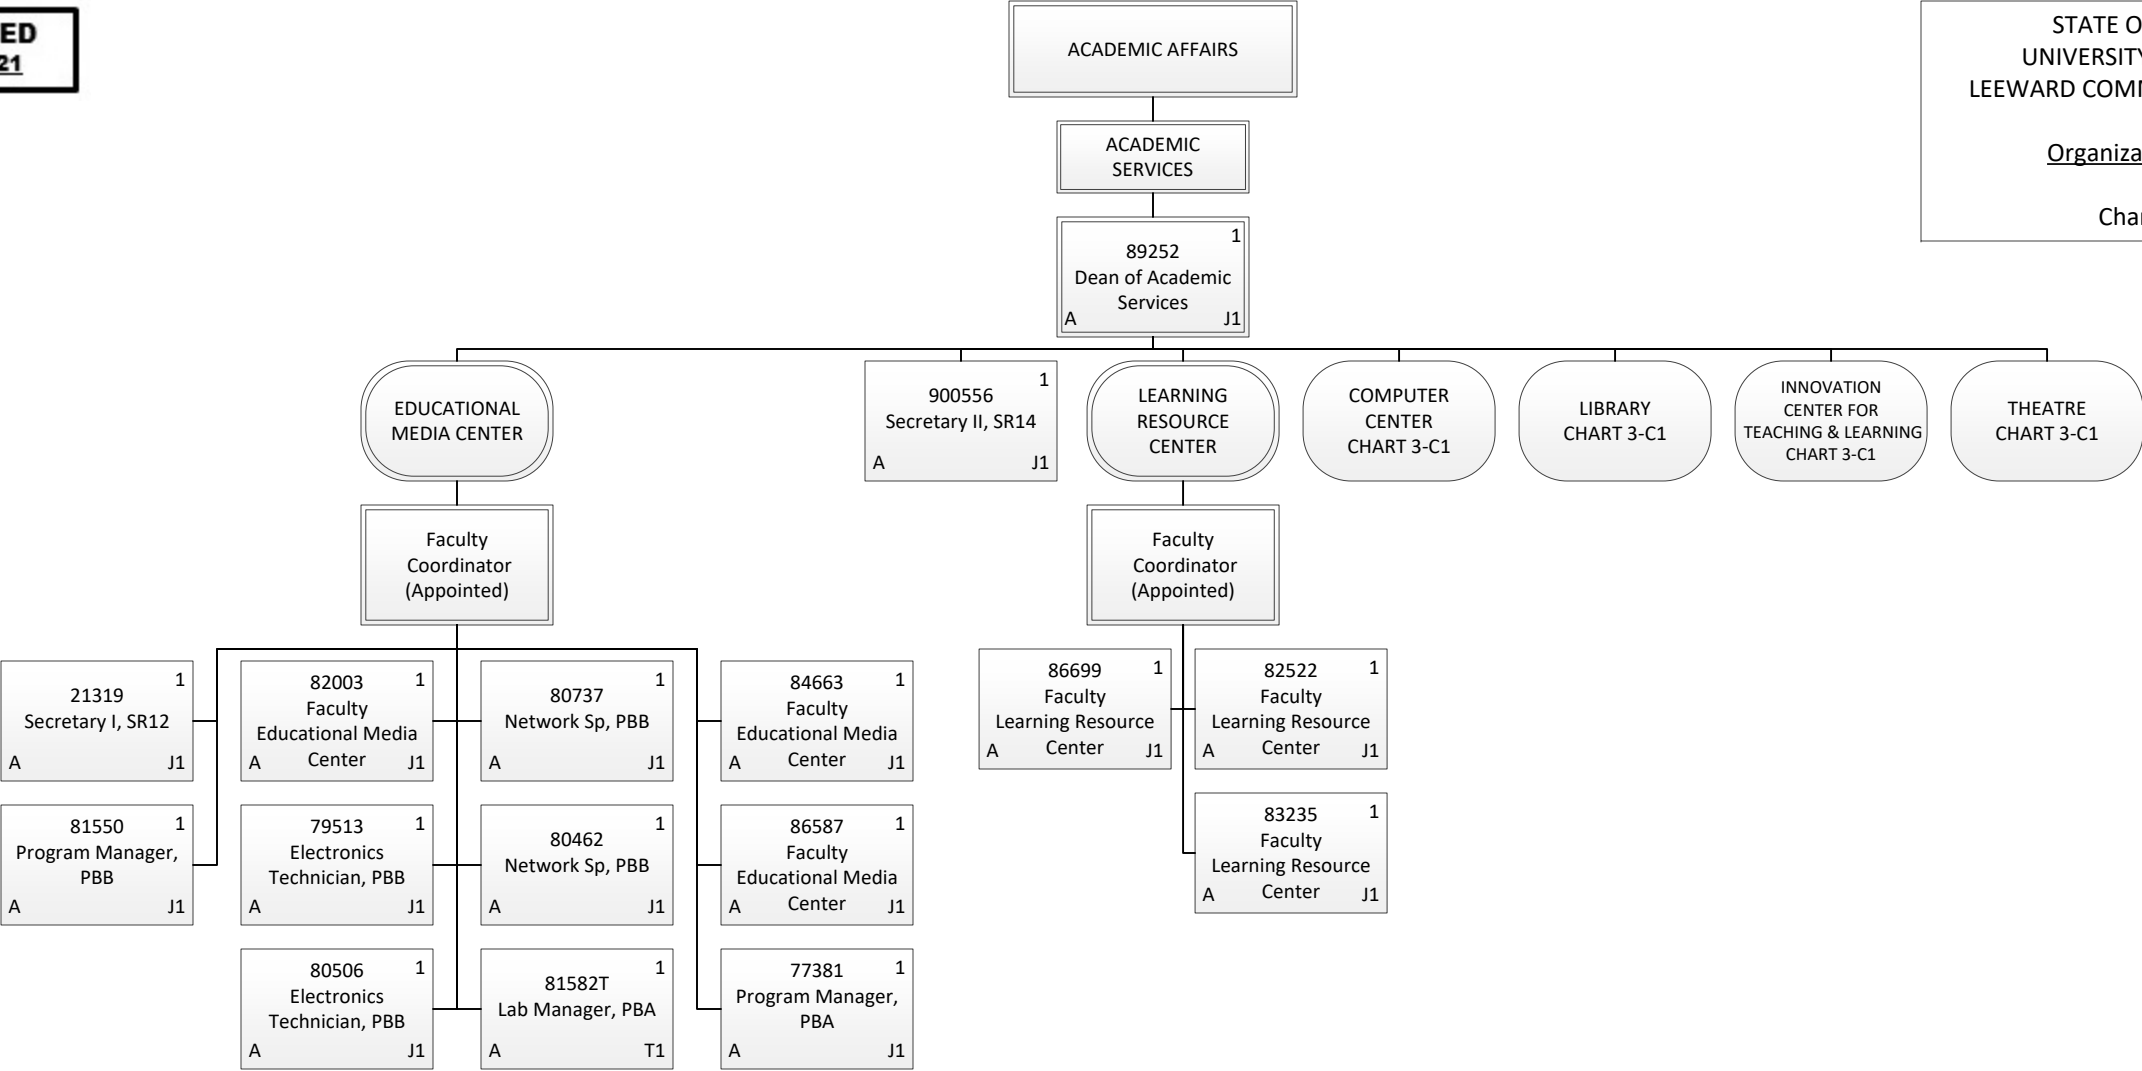 ED
21
ACADEMIC AFFAIRS
STATE O
UNIVERSITY
LEEWARD COM
Organiza
Char
ACADEMIC
SERVICES
1
89252
Dean of Academic
Services
A J1
EDUCATIONAL
MEDIA CENTER
1
900556
Secretary II, SR14
A J1
LEARNING
RESOURCE
CENTER
COMPUTER
CENTER
CHART 3-C1
LIBRARY
CHART 3-C1
INNOVATION
CENTER FOR
TEACHING & LEARNING
CHART 3-C1
THEATRE
CHART 3-C1
Faculty
Coordinator
(Appointed)
Faculty
Coordinator
(Appointed)
1
21319
Secretary I, SR12
A J1
82003 1
Faculty
Educational Media
A Center J1
1
80737
Network Sp, PBB
A J1
84663 1
Faculty
Educational Media
A Center J1
86699 1
Faculty
Learning Resource
A Center J1
82522 1
Faculty
Learning Resource
A Center J1
81550 1
Program Manager,
PBB
A J1
79513 1
Electronics
Technician, PBB
A J1
1
80462
Network Sp, PBB
A J1
86587 1
Faculty
Educational Media
A Center J1
83235 1
Faculty
Learning Resource
A Center J1
80506 1
Electronics
Technician, PBB
A J1
1
81582T
Lab Manager, PBA
A T1
77381 1
Program Manager,
PBA
A J1